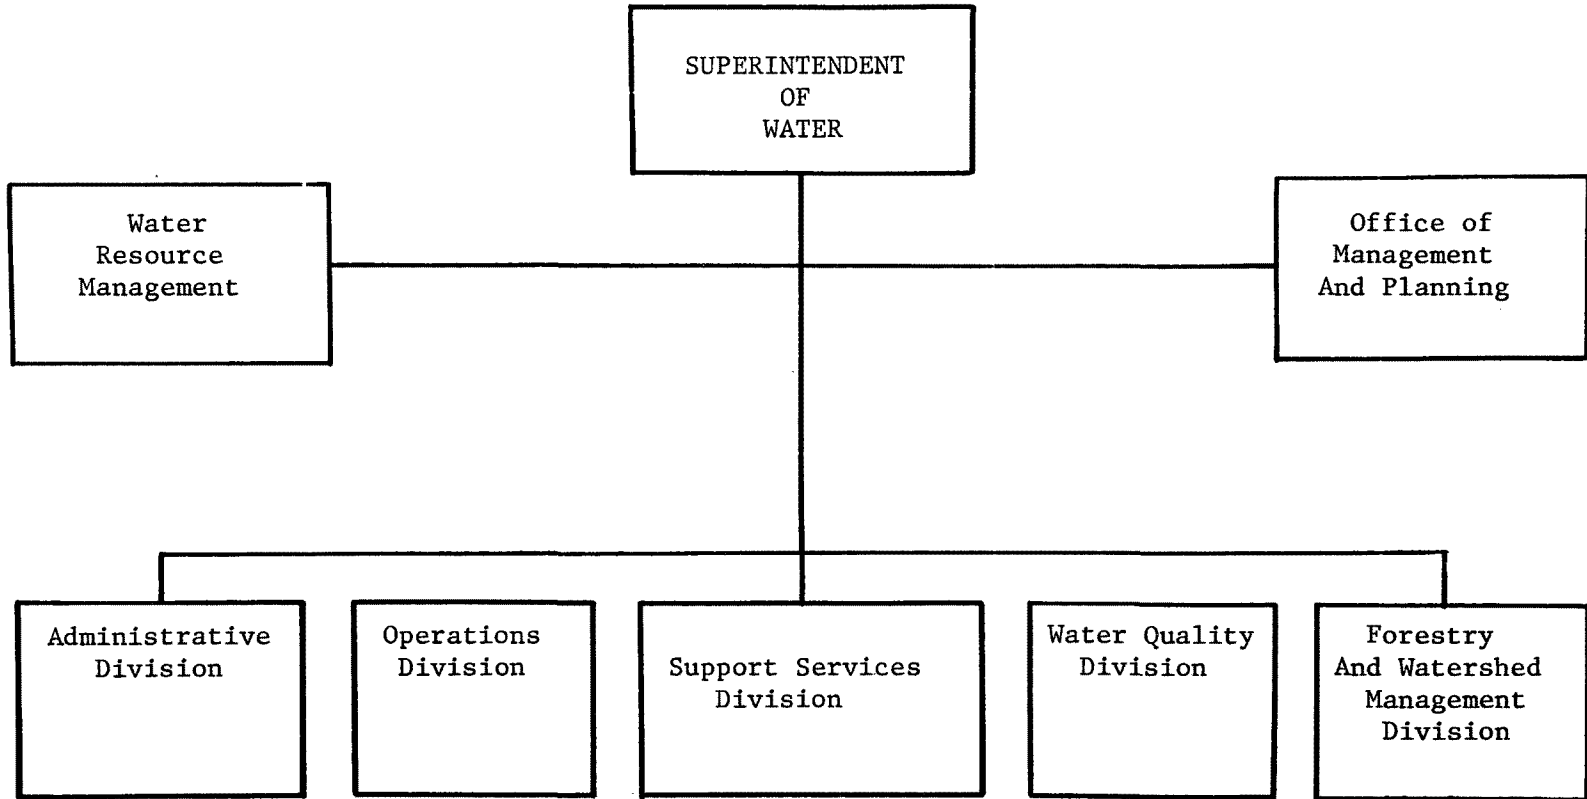 SUPERINTENDENT
OF
WATER
Water
Resource
Management
Office of
Management
And Planning
Administrative
Division
Operations
Division
Support Services
Division
Water Quality
Division
Forestry
And Watershed
Management
Division